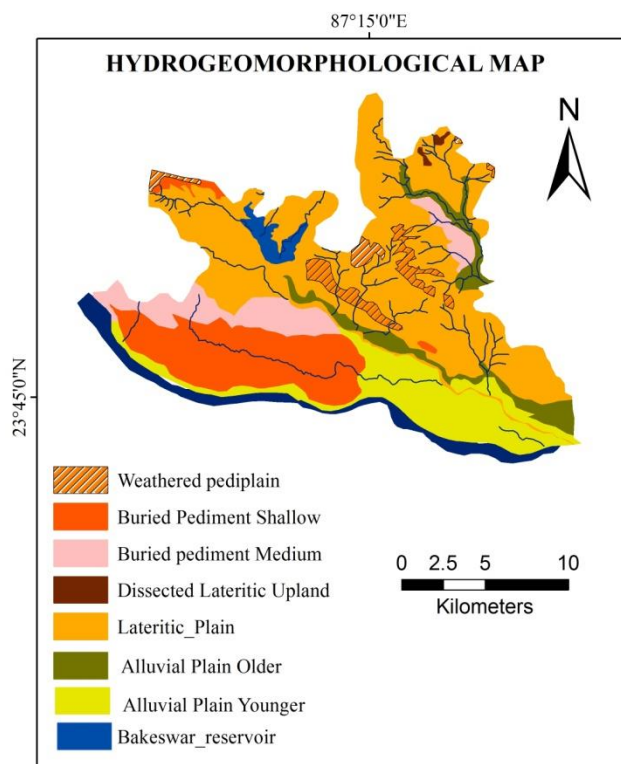 87°15'0"E
HYDROGEOMORPHOLOGICAL MAP
N
23°45'0"N
Weathered pediplain
Buried Pediment Shallow
Buried pediment Medium
Dissected Lateritic Upland
Lateritic_Plain
Alluvial Plain Older
Alluvial Plain Younger
Bakeswar_reservoir
0 2.5 5 10
Kilometers